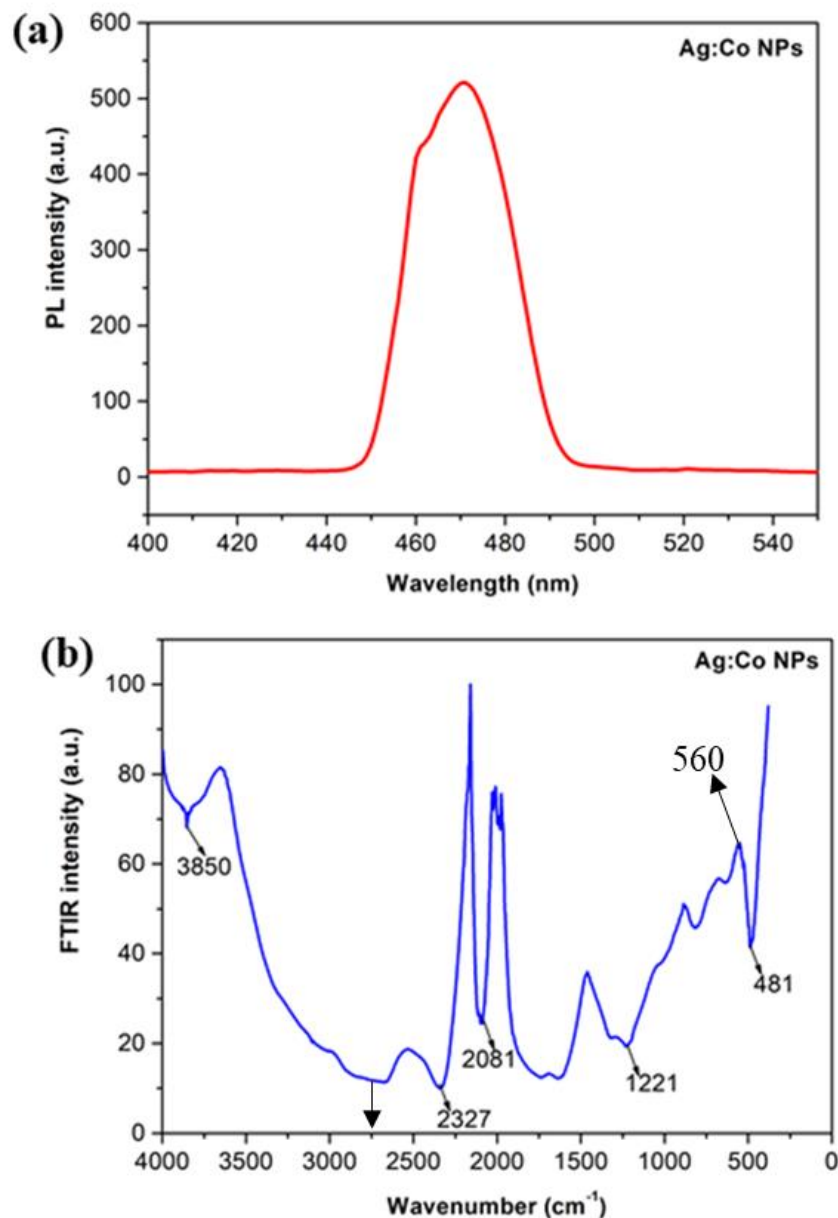 (a)
Ag:Co NPs
PL intensity (a.u.)
600
500
400
300
200
100
0
400 420 440 460 480 500 520 540
Wavelength (nm)
(b)
Ag:Co NPs
FTIR intensity (a.u.)
100
80
60
40
20
0
560
3850
481
2081
1221
2327
4000 3500 3000 2500 2000 1500 1000 500 0
Wavenumber (cm⁻¹)